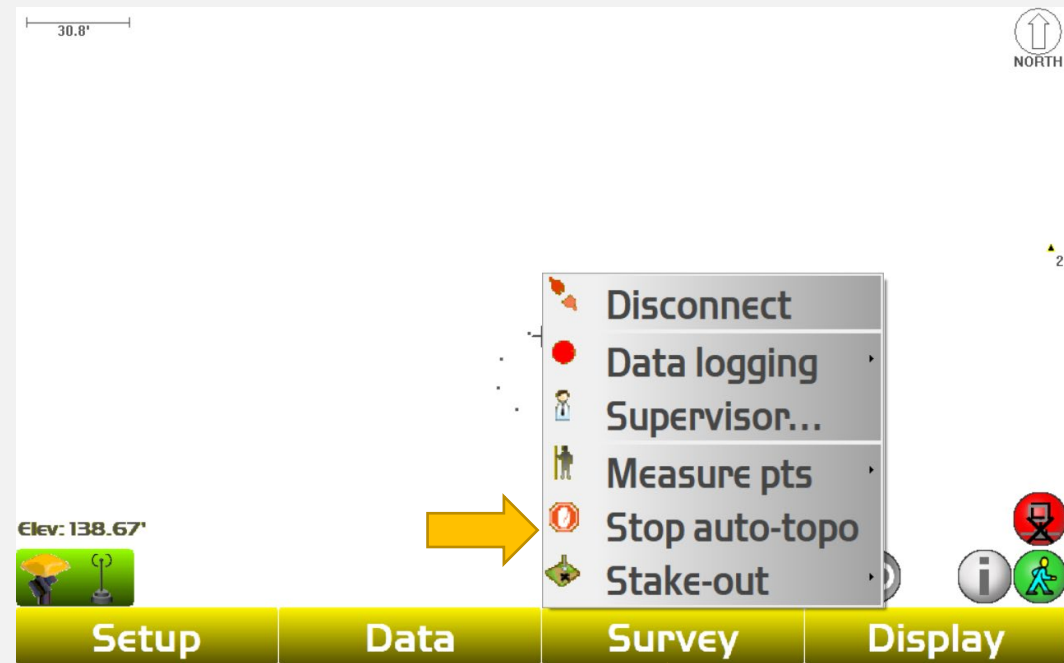 30.8'
NORTH
2
Disconnect
Data logging
Supervisor...
Measure pts
Stop auto-topo
Stake-out
Elev: 138.67'
Setup Data Survey Display